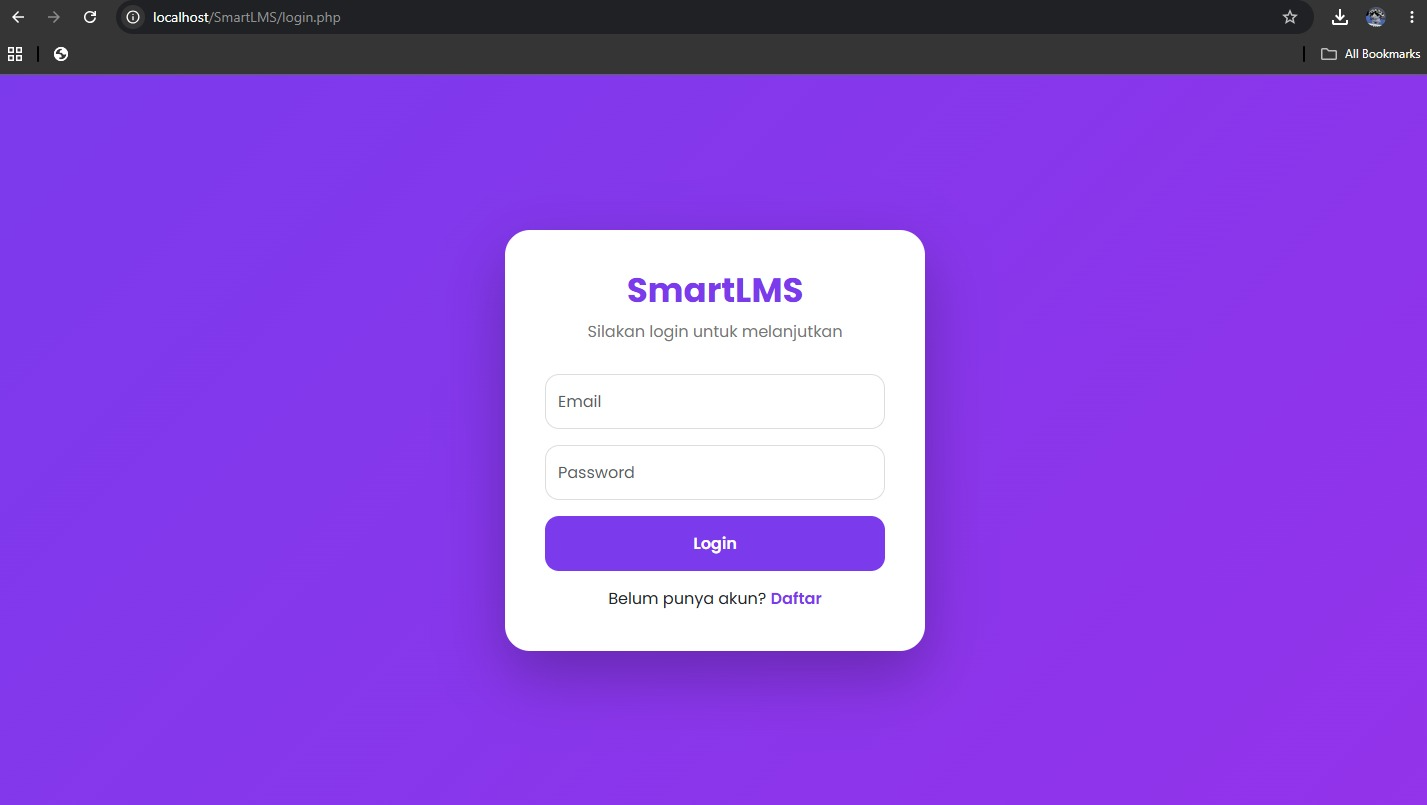 localhost/SmartLMS/login.php
All Bookmarks
SmartLMS
Silakan login untuk melanjutkan
Email
Password
Login
Belum punya akun? Daftar